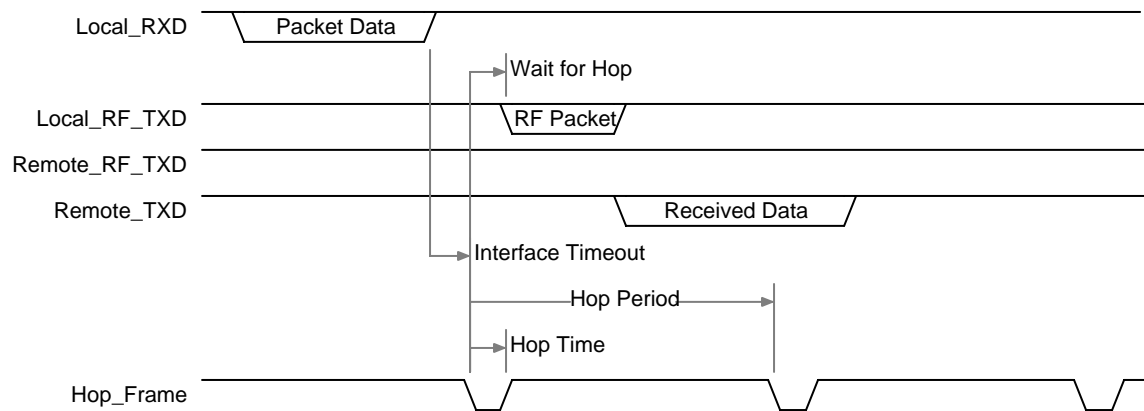 Local_RXD
Packet Data
Wait for Hop
Local_RF_TXD
RF Packet
Remote_RF_TXD
Remote_TXD
Received Data
Interface Timeout
Hop Period
Hop Time
Hop_Frame